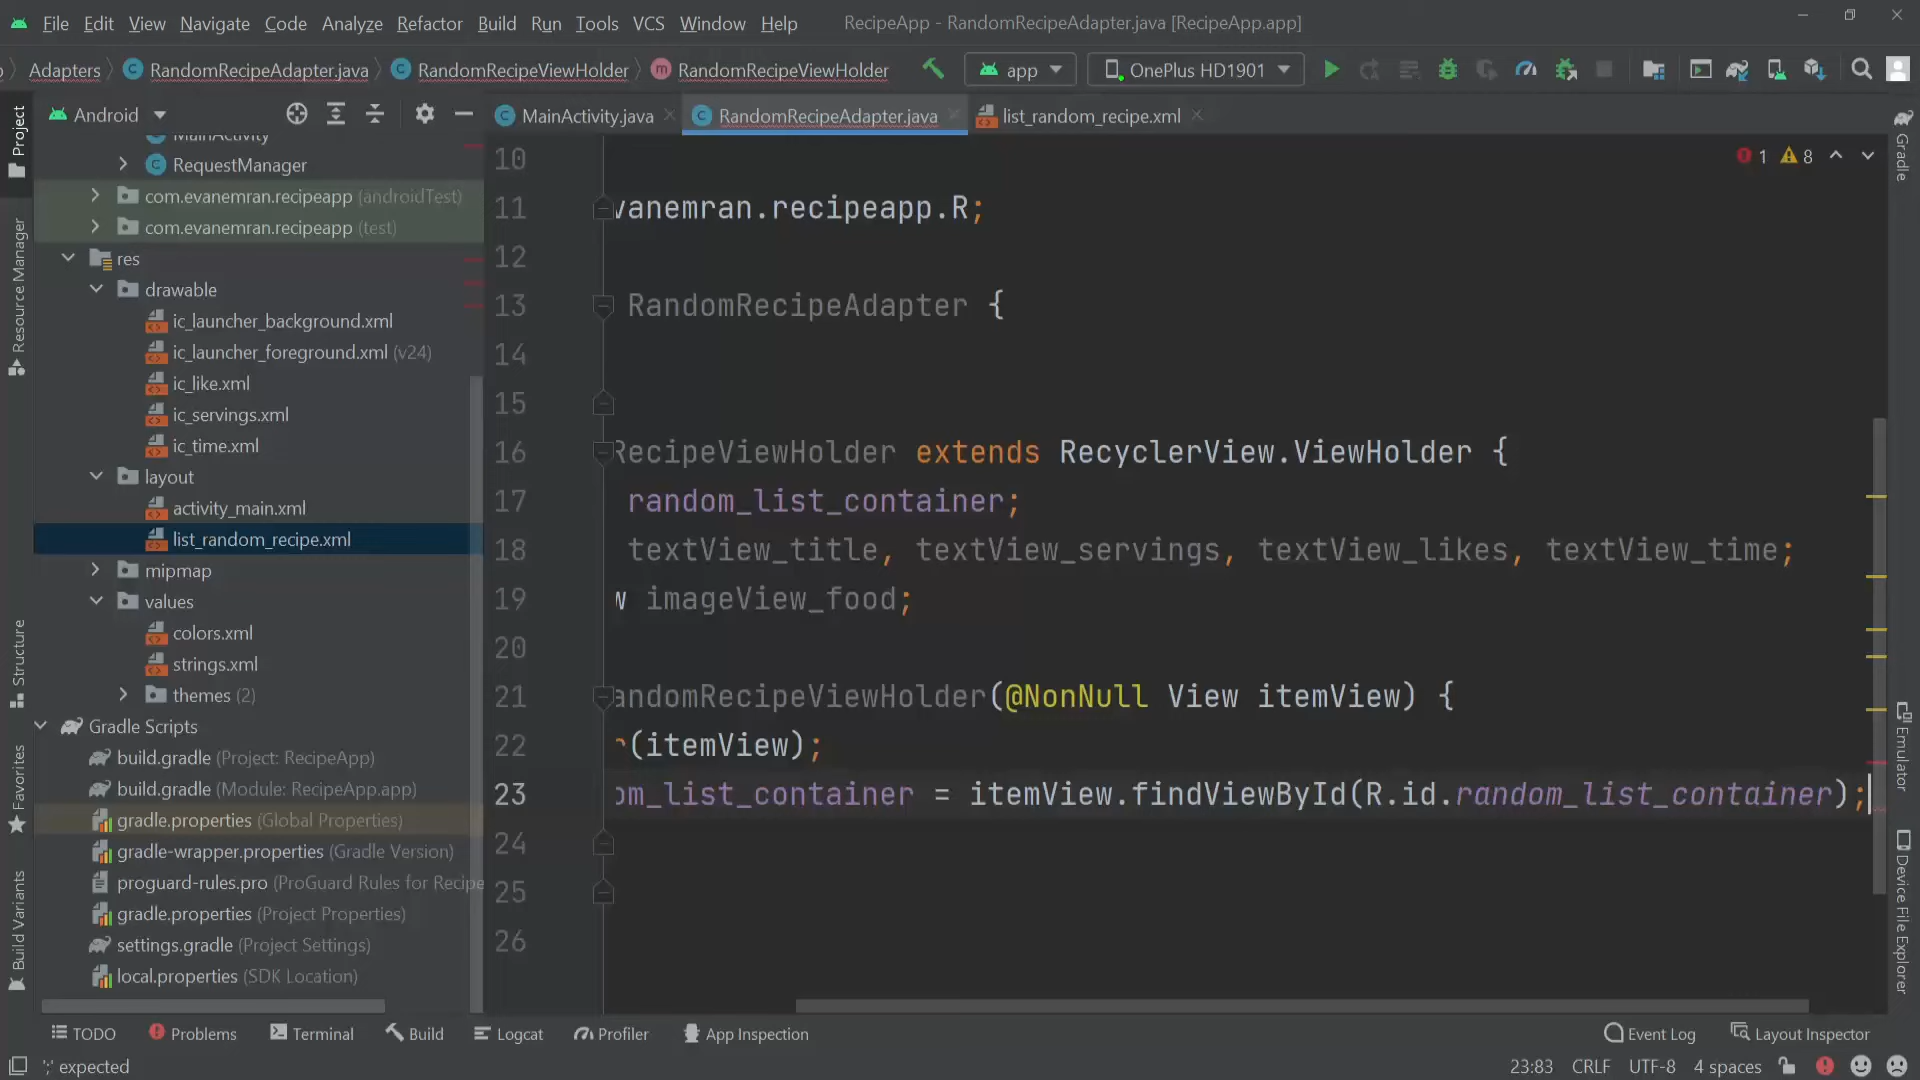 File Edit View Navigate Code Analyze Refactor Build Run Tools VCS Window Help RecipeApp - RandomRecipeAdapter.java [RecipeApp.app]
Adapters RandomRecipeAdapter.java RandomRecipeViewHolder RandomRecipeViewHolder app OnePlus HD1901
Android MainActivity.java RandomRecipeAdapter.java list_random_recipe.xml
MainActivity
RequestManager
com.evanemran.recipeapp (androidTest)
com.evanemran.recipeapp (test)
res
drawable
ic_launcher_background.xml
ic_launcher_foreground.xml (v24)
ic_like.xml
ic_servings.xml
ic_time.xml
layout
activity_main.xml
list_random_recipe.xml
mipmap
values
colors.xml
strings.xml
themes (2)
Gradle Scripts
build.gradle (Project: RecipeApp)
build.gradle (Module: RecipeApp.app)
gradle.properties (Global Properties)
gradle-wrapper.properties (Gradle Version)
proguard-rules.pro (ProGuard Rules for Recipe
gradle.properties (Project Properties)
settings.gradle (Project Settings)
local.properties (SDK Location)
Project
Resource Manager
Structure
Favorites
Build Variants
1 8
10
11 vanemran.recipeapp.R;
12
13 RandomRecipeAdapter {
14
15
16 RecipeViewHolder extends RecyclerView.ViewHolder {
17 random_list_container;
18 textView_title, textView_servings, textView_likes, textView_time;
19 w imageView_food;
20
21 andomRecipeViewHolder(@NonNull View itemView) {
22 r(itemView);
23 om_list_container = itemView.findViewById(R.id.random_list_container);
24
25
26
Gradle
Emulator
Device File Explorer
TODO Problems Terminal Build Logcat Profiler App Inspection Event Log Layout Inspector
';' expected 23:83 CRLF UTF-8 4 spaces